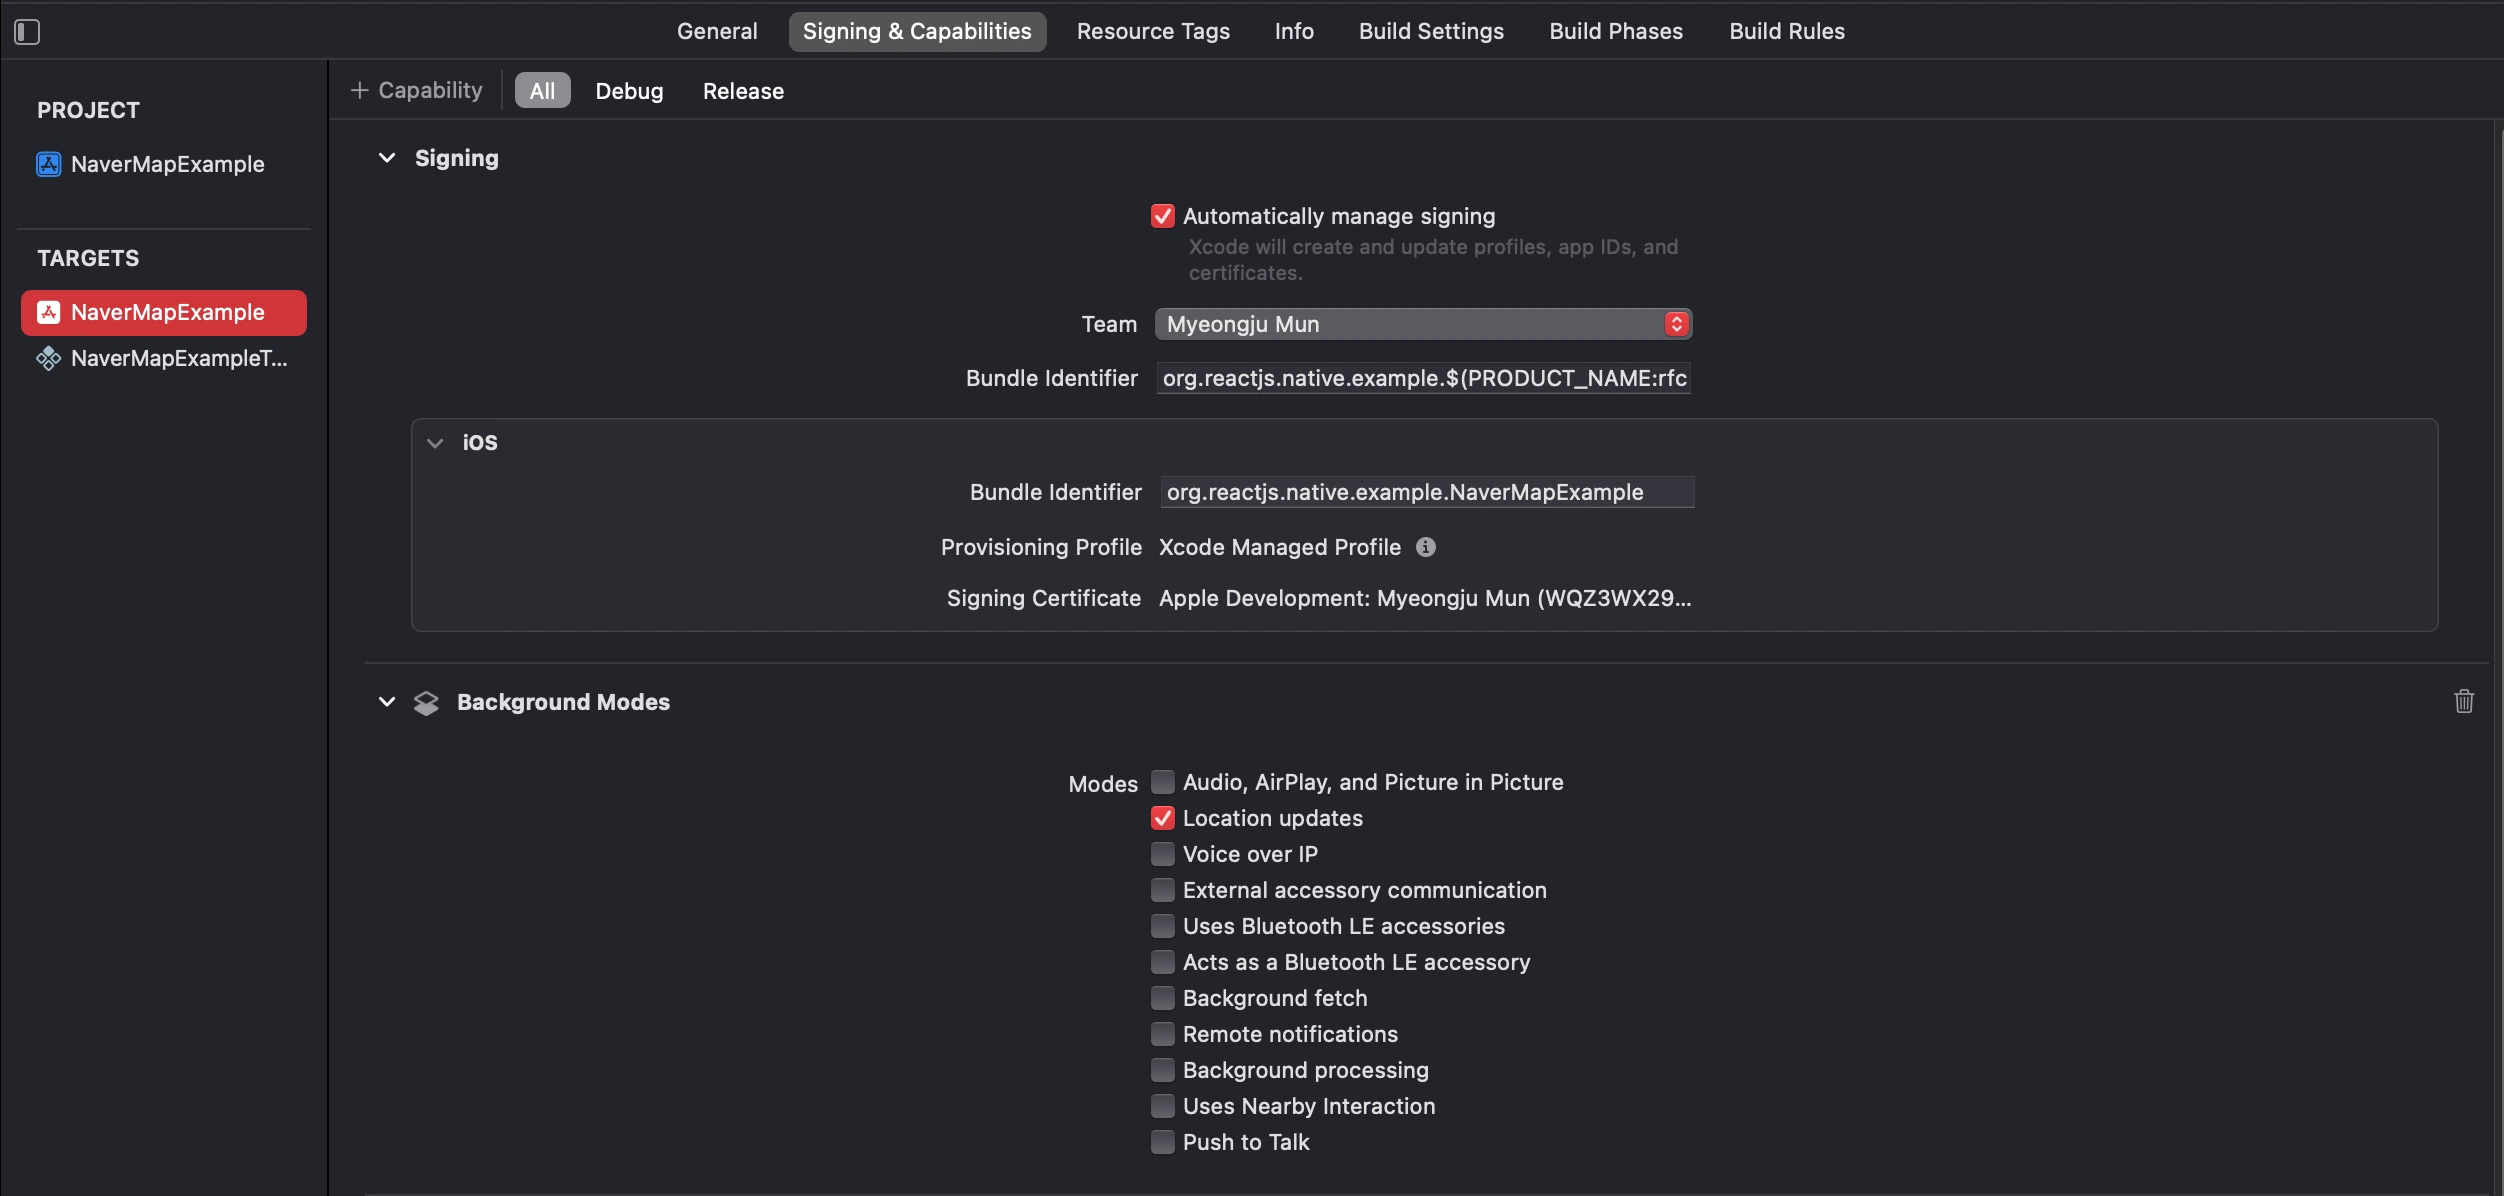 General Signing & Capabilities Resource Tags Info Build Settings Build Phases Build Rules
PROJECT
NaverMapExample
TARGETS
NaverMapExample
NaverMapExampleT...
+ Capability All Debug Release
Signing
Automatically manage signing
Xcode will create and update profiles, app IDs, and
certificates.
Team Myeongju Mun
Bundle Identifier org.reactjs.native.example.$(PRODUCT_NAME:rfc
iOS
Bundle Identifier org.reactjs.native.example.NaverMapExample
Provisioning Profile Xcode Managed Profile
Signing Certificate Apple Development: Myeongju Mun (WQZ3WX29...
Background Modes
Modes Audio, AirPlay, and Picture in Picture
Location updates
Voice over IP
External accessory communication
Uses Bluetooth LE accessories
Acts as a Bluetooth LE accessory
Background fetch
Remote notifications
Background processing
Uses Nearby Interaction
Push to Talk